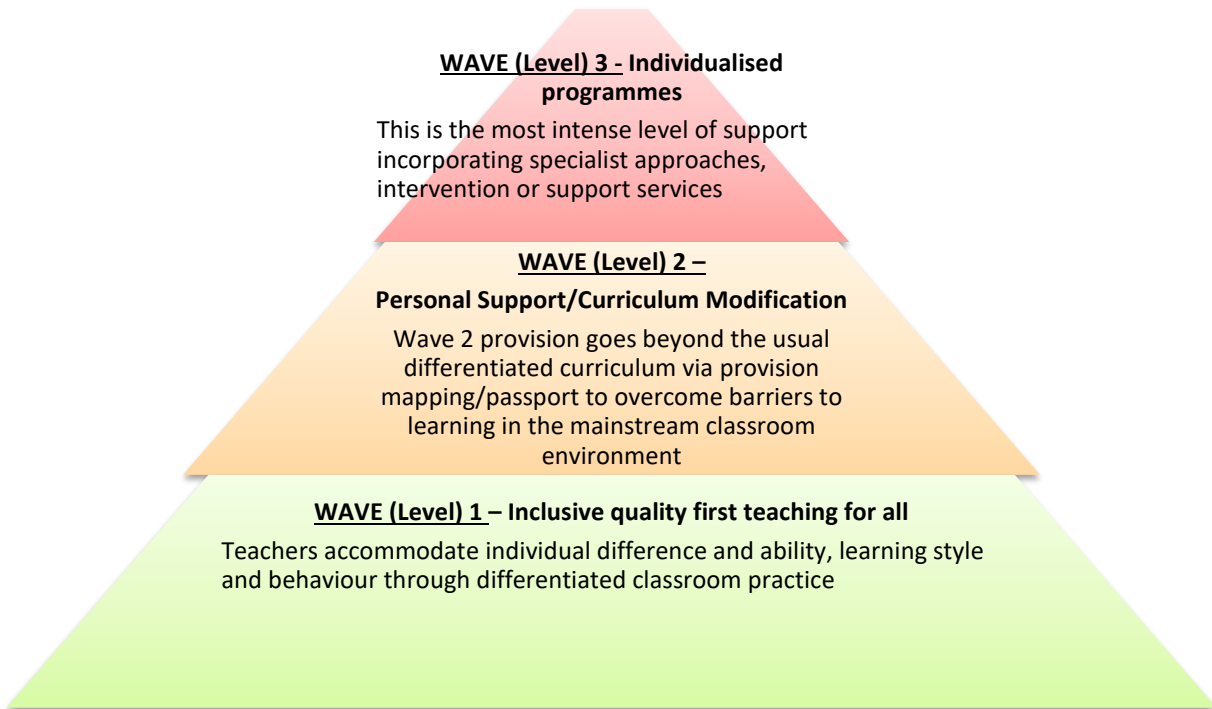 WAVE (Level) 3 - Individualised
programmes
This is the most intense level of support
incorporating specialist approaches,
intervention or support services
WAVE (Level) 2 –
Personal Support/Curriculum Modification
Wave 2 provision goes beyond the usual
differentiated curriculum via provision
mapping/passport to overcome barriers to
learning in the mainstream classroom
environment
WAVE (Level) 1 – Inclusive quality first teaching for all
Teachers accommodate individual difference and ability, learning style
and behaviour through differentiated classroom practice